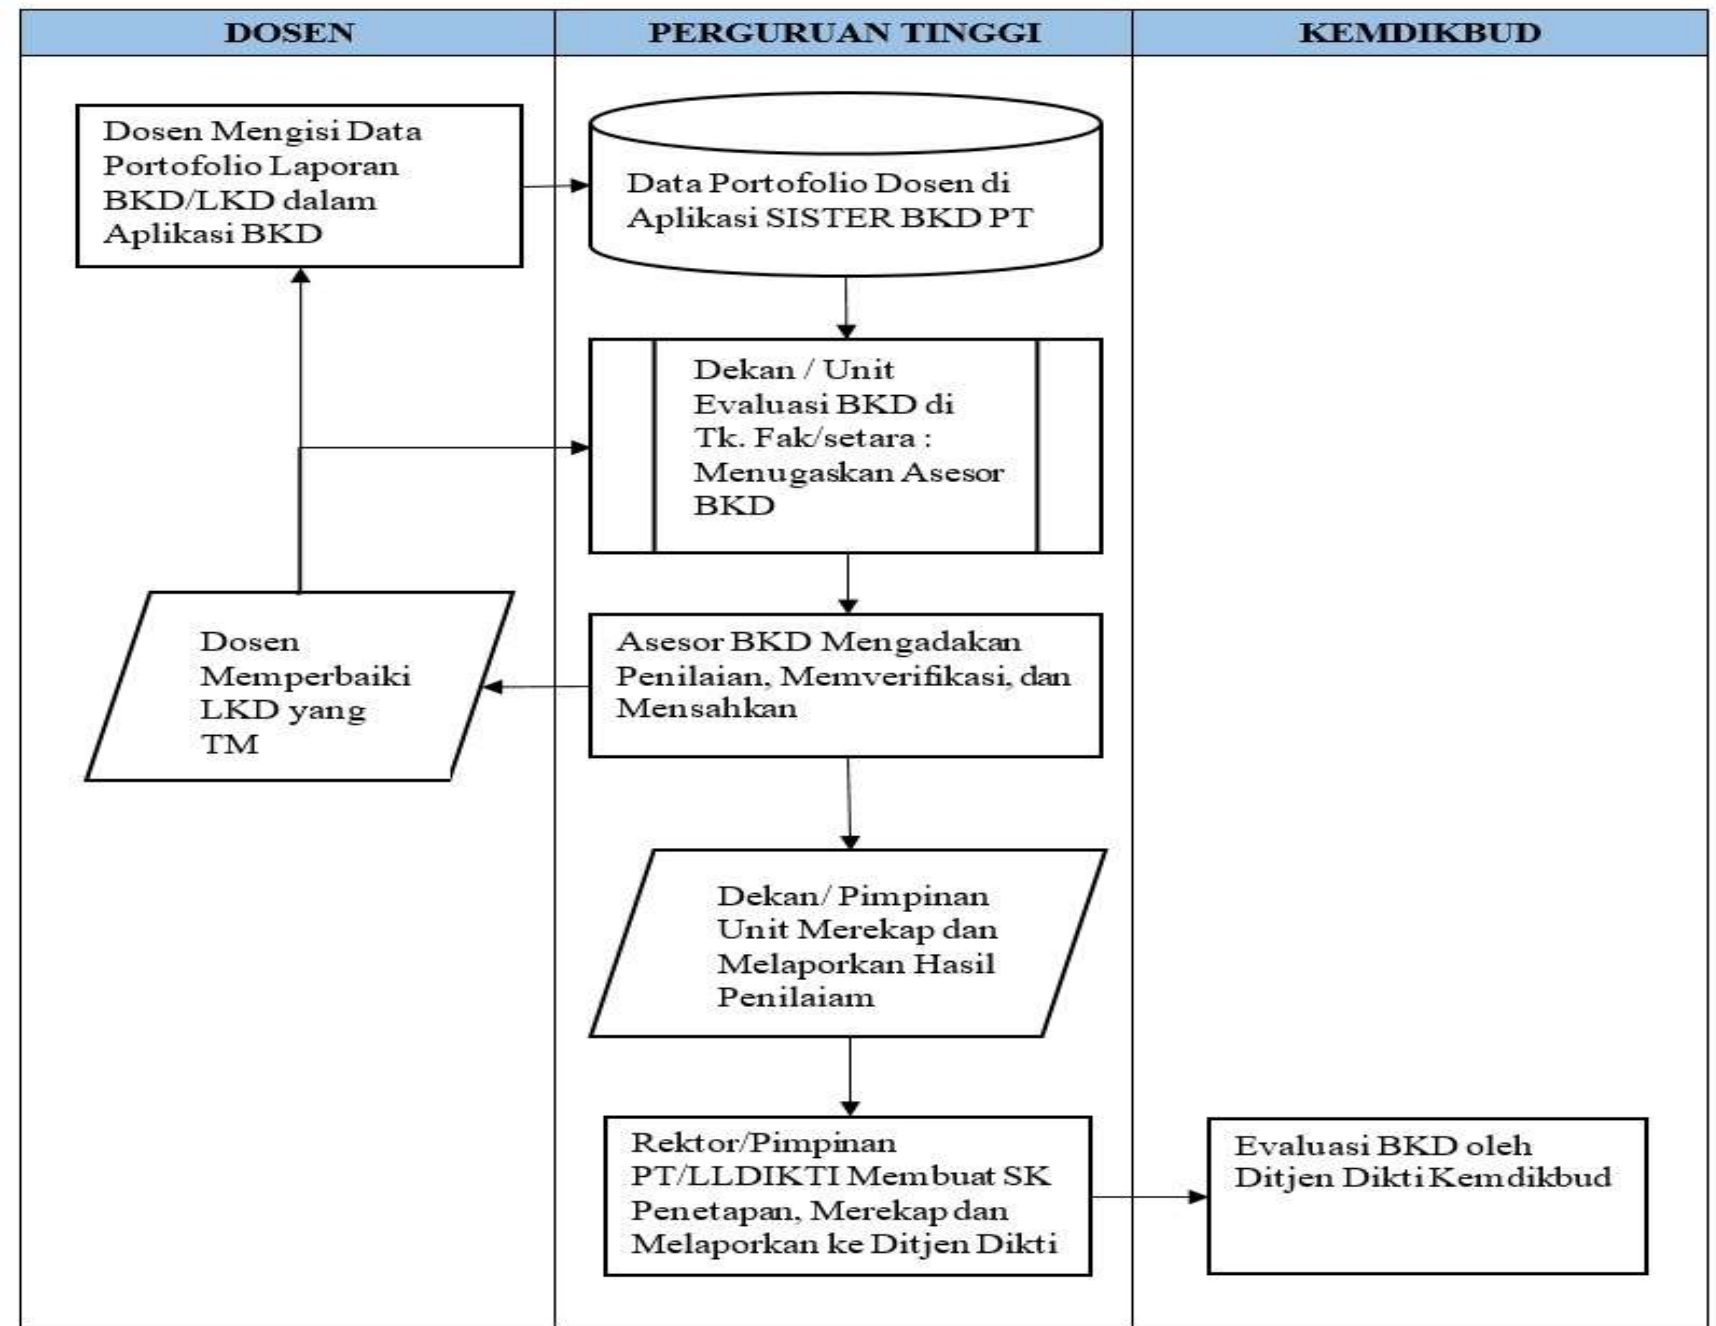 DOSEN
PERGURUAN TINGGI
KEMDIKBUD
Dosen Mengisi Data
Portofolio Laporan
BKD/LKD dalam
Aplikasi BKD
Data Portofolio Dosen di
Aplikasi SISTER BKD PT
Dekan / Unit
Evaluasi BKD di
Tk. Fak/setara :
Menugaskan Asesor
BKD
Dosen
Memperbaiki
LKD yang
TM
Asesor BKD Mengadakan
Penilaian, Memverifikasi, dan
Mensahkan
Dekan/ Pimpinan
Unit Merekap dan
Melaporkan Hasil
Penilaiam
Rektor/Pimpinan
PT/LLDIKTI Membuat SK
Penetapan, Merekap dan
Melaporkan ke Ditjen Dikti
Evaluasi BKD oleh
Ditjen Dikti Kemdikbud